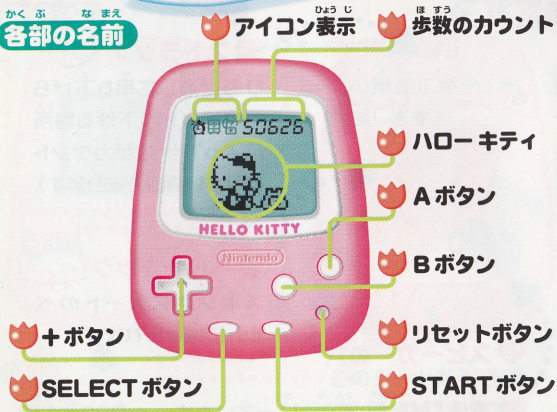 かくぶ なまえ
各部の名前
ひょうじ
アイコン表示
ほすう
歩数のカウント
50626
ハロー キティ
HELLO KITTY
Aボタン
Nintendo
Bボタン
+ボタン
リセットボタン
SELECTボタン
STARTボタン